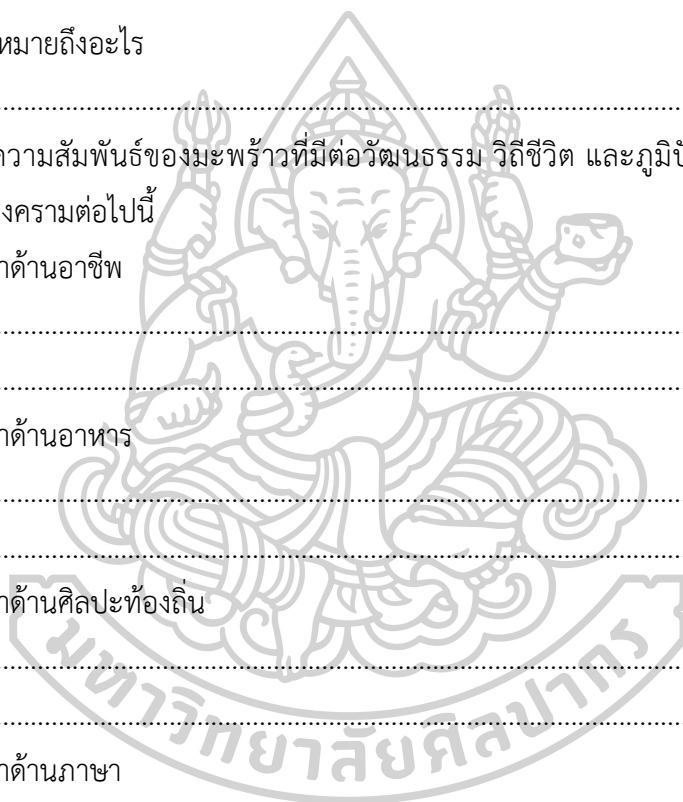 หมายถึงอะไร
................................................................................
ความสัมพันธ์ของมะพร้าวที่มีต่อวัฒนธรรม วิถีชีวิต และภูมิปั
งครามต่อไปนี้
าด้านอาชีพ
................................................................................
................................................................................
าด้านอาหาร
................................................................................
................................................................................
าด้านศิลปะท้องถิ่น
................................................................................
................................................................................
าด้านภาษา
มหาวิทยาลัยศิลปากร